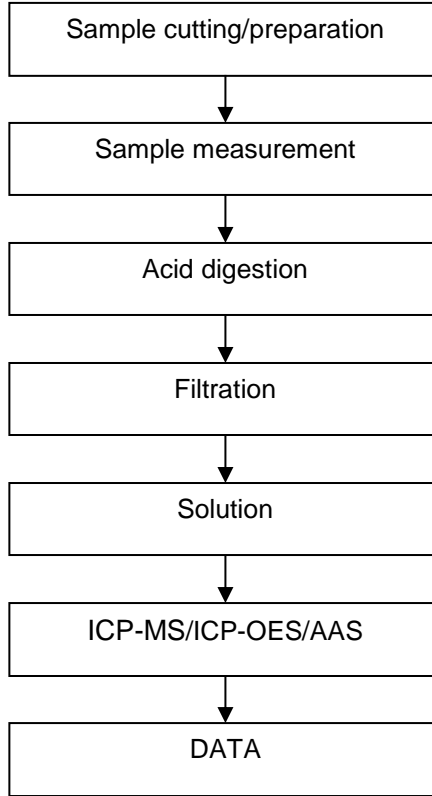 Sample cutting/preparation
Sample measurement
Acid digestion
Filtration
Solution
ICP-MS/ICP-OES/AAS
DATA